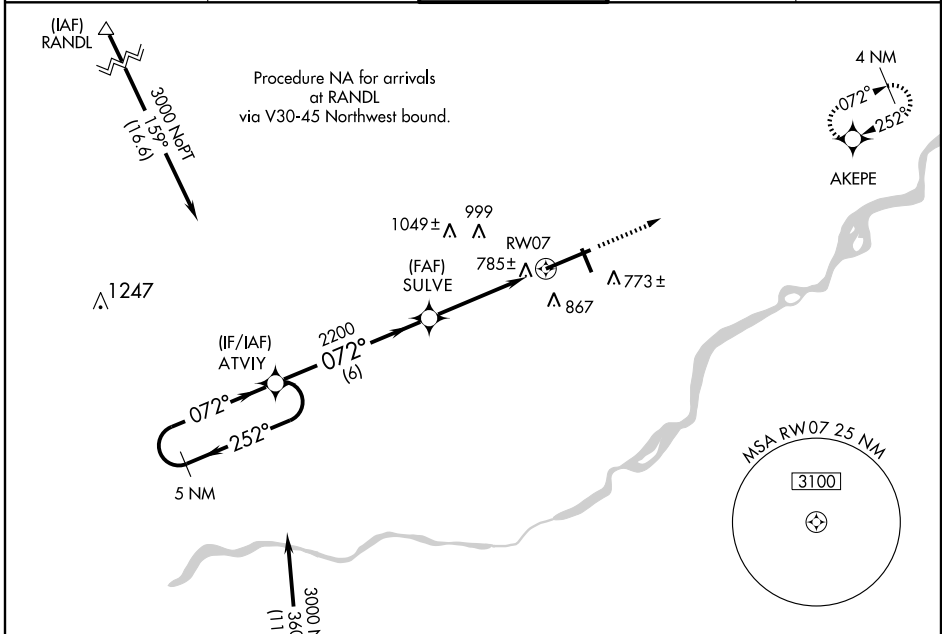 (IAF)
RANDL
3000 NoPT
159°
(16.6)
Procedure NA for arrivals
at RANDL
via V30-45 Northwest bound.
4 NM
072°
252°
AKEPE
1049±
999
RW07
785±
773±
867
(FAF)
SULVE
1247
2200
072°
(6)
(IF/IAF)
ATVIY
072°
252°
5 NM
MSA RW07 25 NM
3100
3000